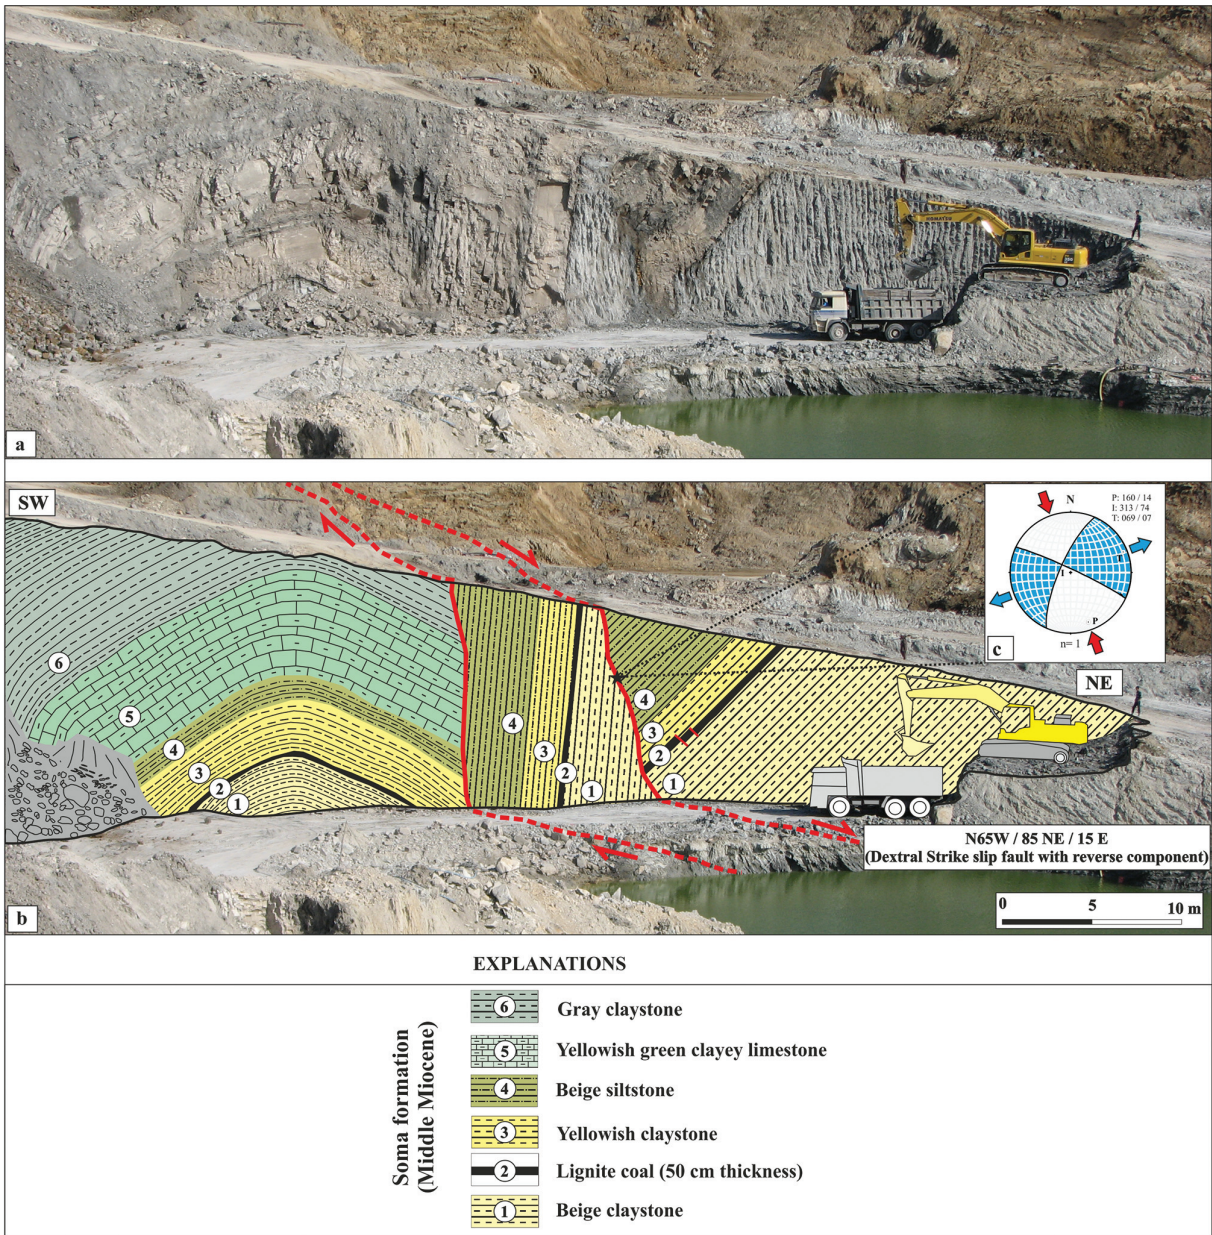 KOMATSU
a
SW
NE
N
P: 160 / 14
I: 313 / 74
T: 069 / 07
I
T
P
n= 1
c
6
5
4
3
2
1
4
3
2
1
4
3
2
1
N65W / 85 NE / 15 E
(Dextral Strike slip fault with reverse component)
0 5 10 m
b
EXPLANATIONS
Soma formation
(Middle Miocene)
6 Gray claystone
5 Yellowish green clayey limestone
4 Beige siltstone
3 Yellowish claystone
2 Lignite coal (50 cm thickness)
1 Beige claystone